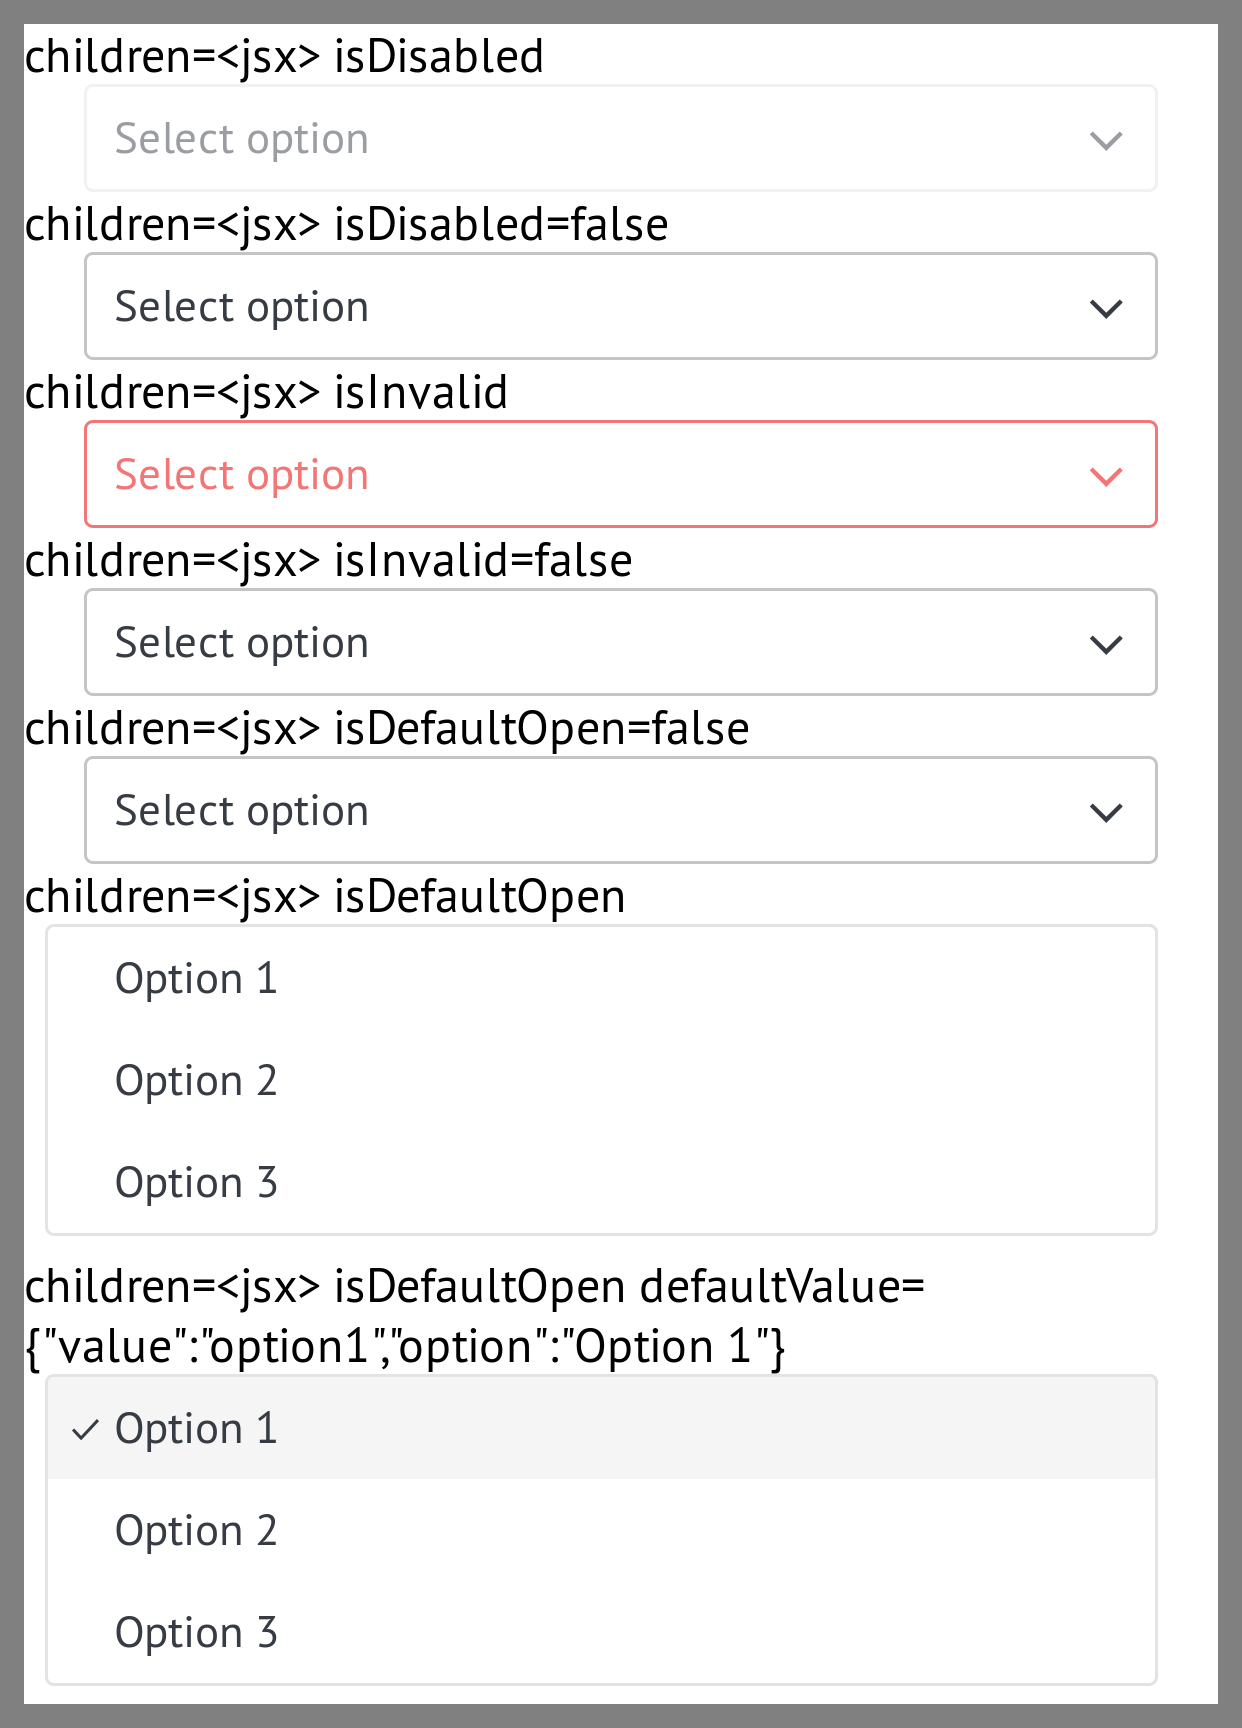 children=<jsx> isDisabled
Select option
children=<jsx> isDisabled=false
Select option
children=<jsx> isInvalid
Select option
children=<jsx> isInvalid=false
Select option
children=<jsx> isDefaultOpen=false
Select option
children=<jsx> isDefaultOpen
Option 1
Option 2
Option 3
children=<jsx> isDefaultOpen defaultValue=
{"value":"option1","option":"Option 1"}
Option 1
Option 2
Option 3